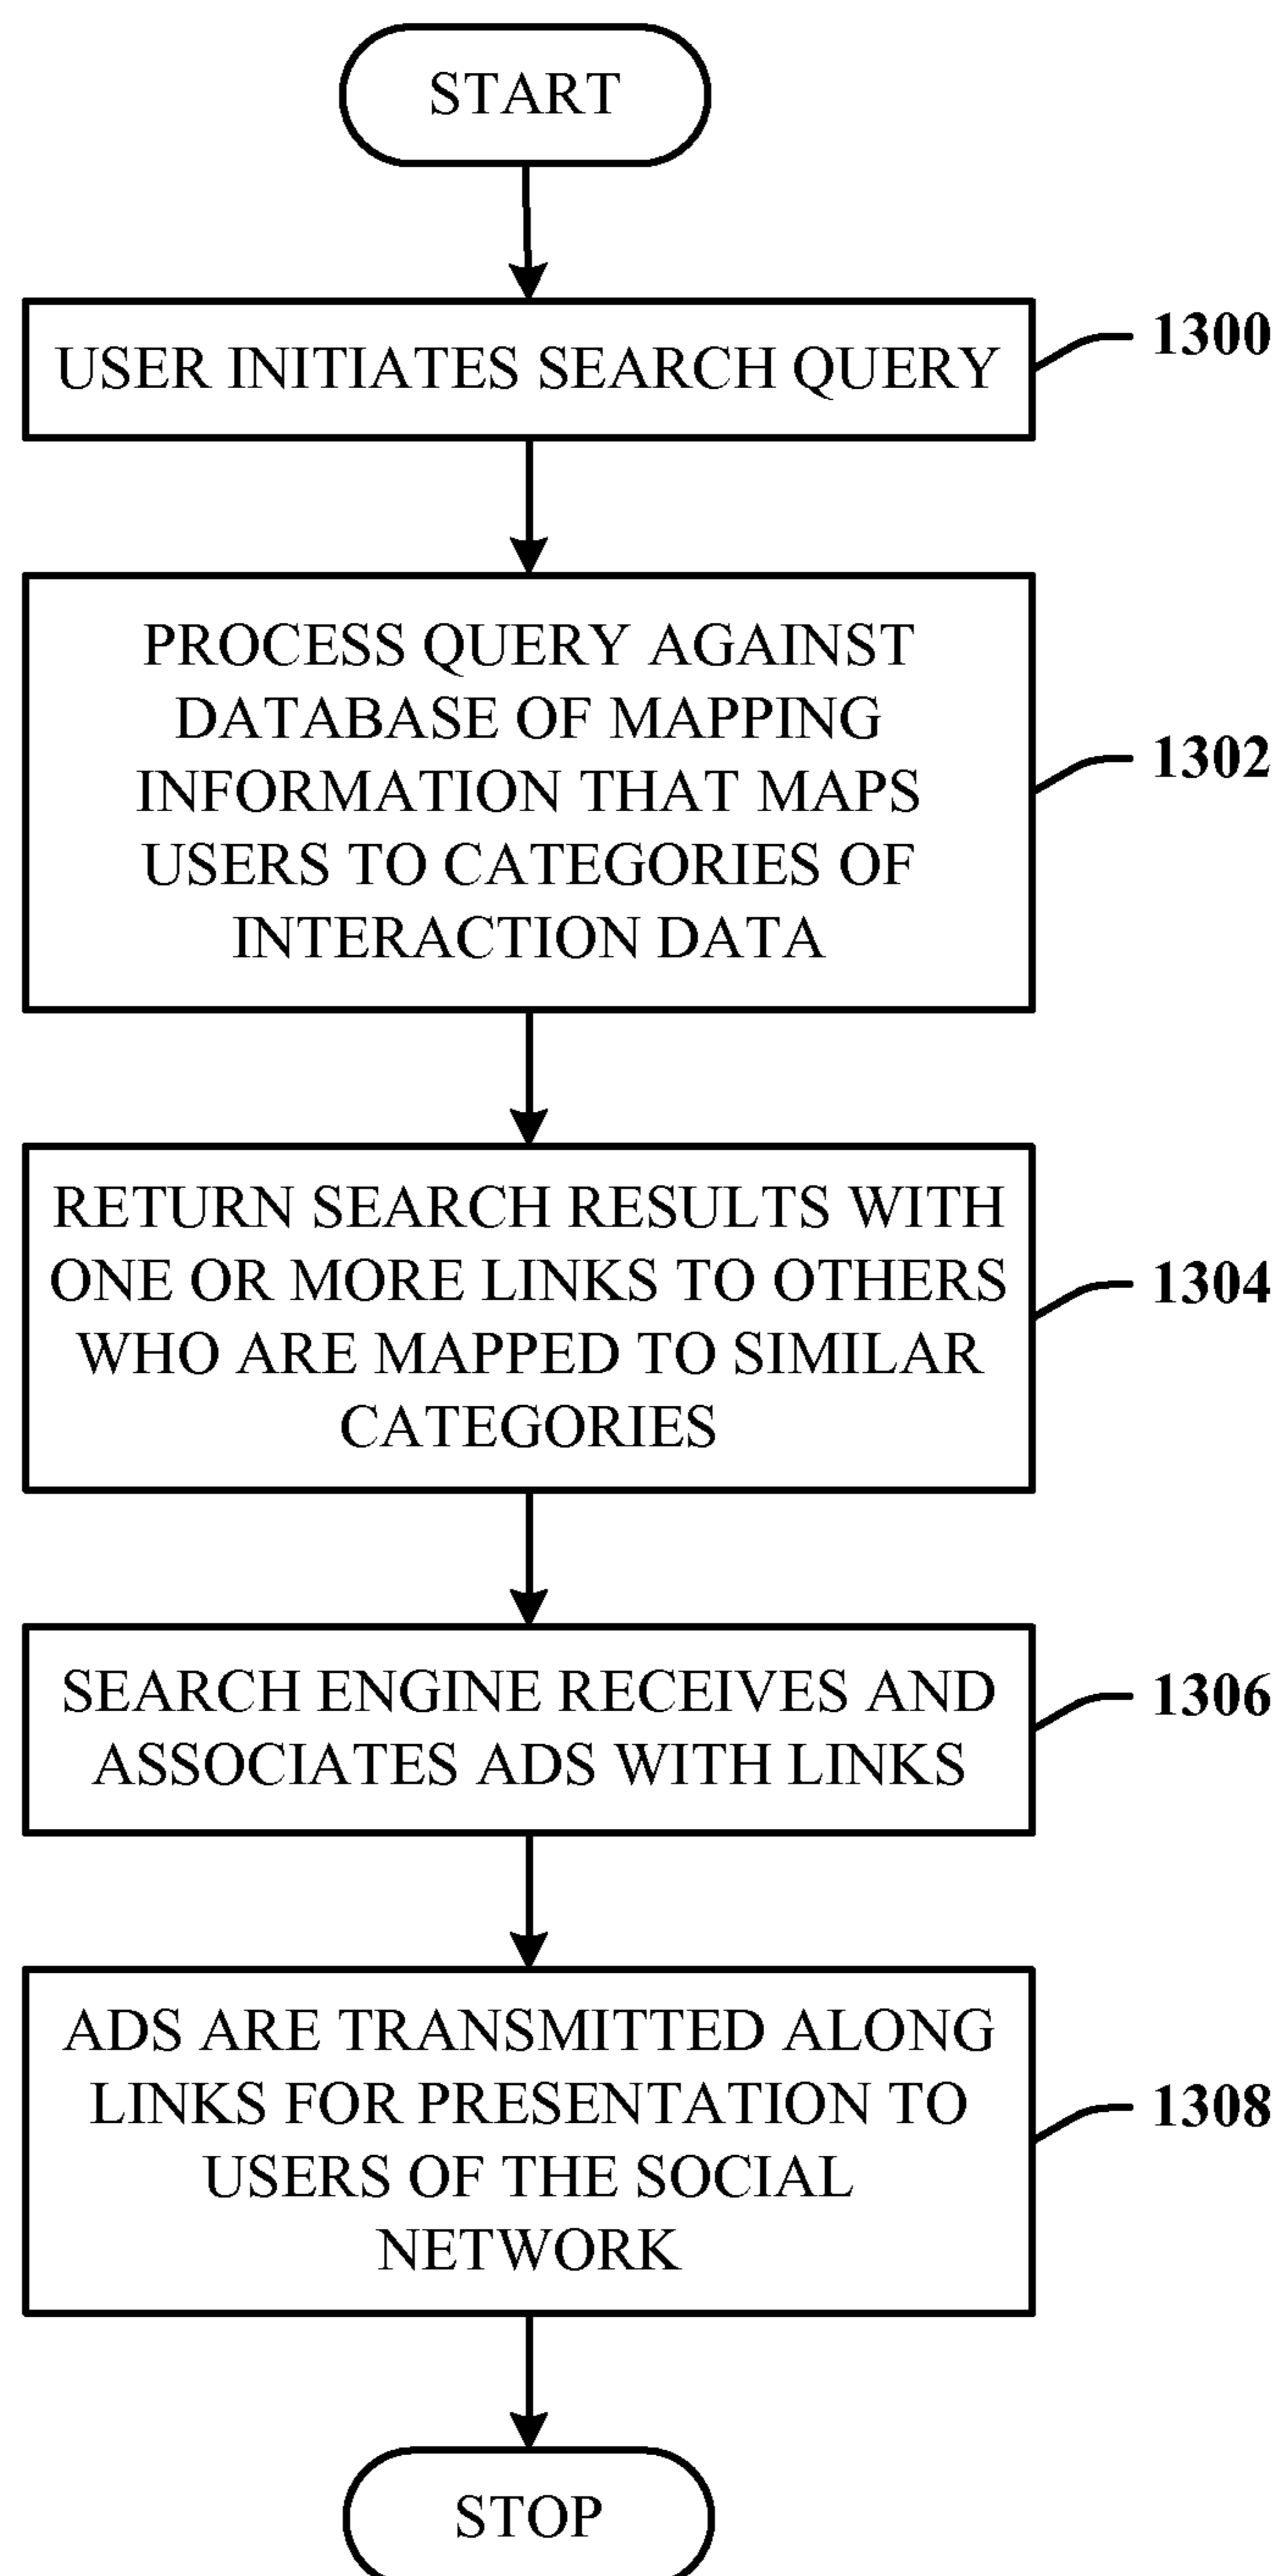 START
USER INITIATES SEARCH QUERY
1300
PROCESS QUERY AGAINST
DATABASE OF MAPPING
INFORMATION THAT MAPS
USERS TO CATEGORIES OF
INTERACTION DATA
1302
RETURN SEARCH RESULTS WITH
ONE OR MORE LINKS TO OTHERS
WHO ARE MAPPED TO SIMILAR
CATEGORIES
1304
SEARCH ENGINE RECEIVES AND
ASSOCIATES ADS WITH LINKS
1306
ADS ARE TRANSMITTED ALONG
LINKS FOR PRESENTATION TO
USERS OF THE SOCIAL
NETWORK
1308
STOP